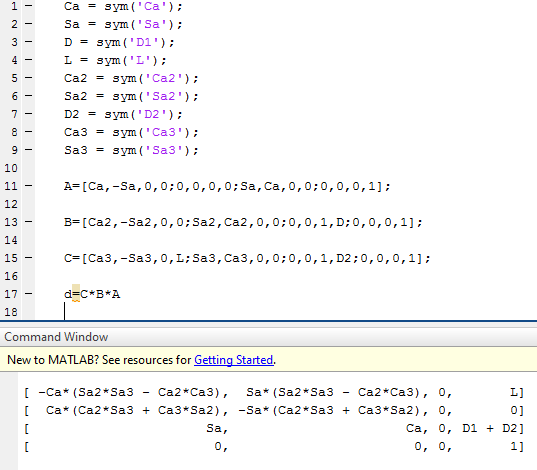 1 – Ca = sym('Ca');
2 – Sa = sym('Sa');
3 – D = sym('D1');
4 – L = sym('L');
5 – Ca2 = sym('Ca2');
6 – Sa2 = sym('Sa2');
7 – D2 = sym('D2');
8 – Ca3 = sym('Ca3');
9 – Sa3 = sym('Sa3');
10
11 – A=[Ca,-Sa,0,0;0,0,0,0;Sa,Ca,0,0;0,0,0,1];
12
13 – B=[Ca2,-Sa2,0,0;Sa2,Ca2,0,0;0,0,1,D;0,0,0,1];
14
15 – C=[Ca3,-Sa3,0,L;Sa3,Ca3,0,0;0,0,1,D2;0,0,0,1];
16
17 – d=C*B*A
18
Command Window
New to MATLAB? See resources for Getting Started.
[ -Ca*(Sa2*Sa3 - Ca2*Ca3), Sa*(Sa2*Sa3 - Ca2*Ca3), 0, L]
[ Ca*(Ca2*Sa3 + Ca3*Sa2), -Sa*(Ca2*Sa3 + Ca3*Sa2), 0, 0]
[ Sa, Ca, 0, D1 + D2]
[ 0, 0, 0, 1]